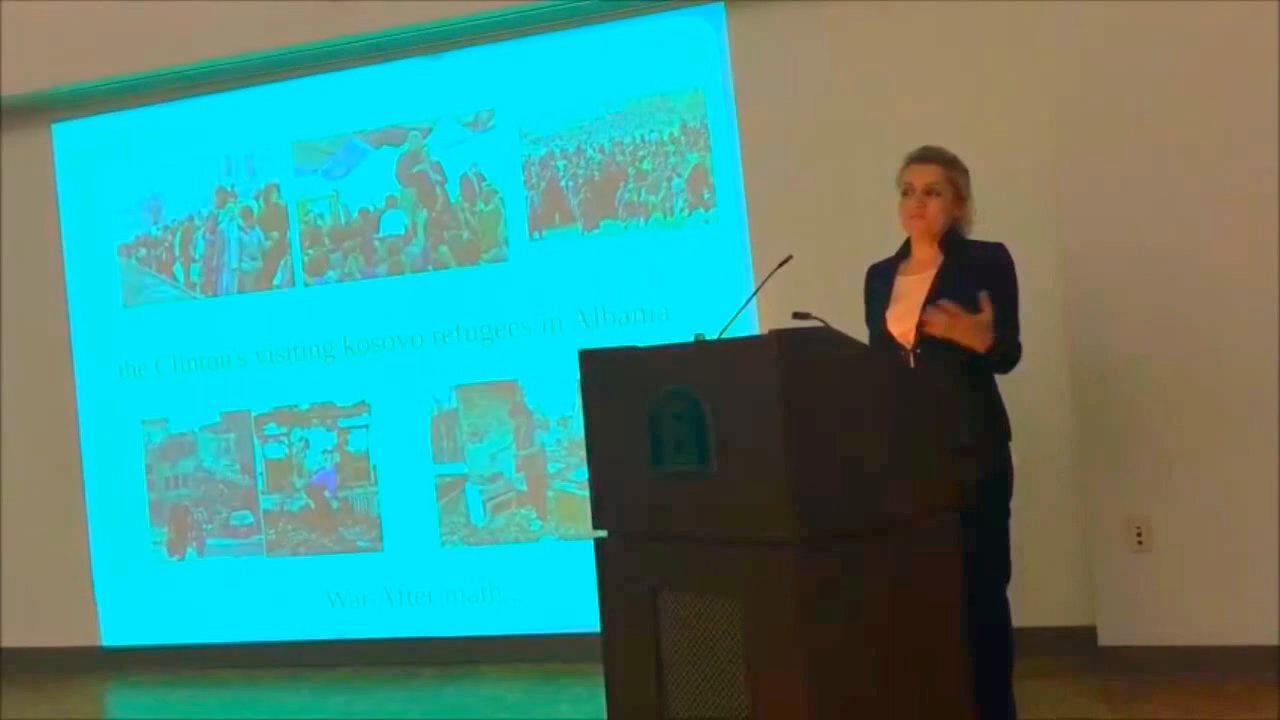 the Clinton's visiting kosovo refugees in Albania
War After math...